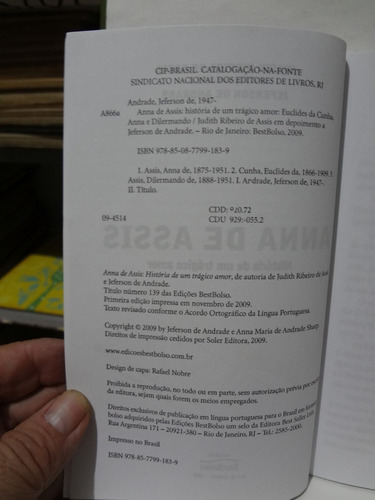 CIP-BRASIL. CATALOGAÇÃO-NA-FONTE
SINDICATO NACIONAL DOS EDITORES DE LIVROS, RJ
Andrade, Jeferson de, 1947-
A866a Anna de Assis: história de um trágico amor: Euclides da Cunha,
Anna e Dilermando / Judith Ribeiro de Assis em depoimento a
Jeferson de Andrade. – Rio de Janeiro: BestBolso, 2009.
ISBN 978-85-08-7799-183-9
1. Assis, Anna de, 1875-1951. 2. Cunha, Euclides da, 1866-1909. 3.
Assis, Dilermando de, 1888-1951. I. Andrade, Jeferson de, 1947-.
II. Título.
CDD: 920.72
09-4514 CDU: 929:-055.2
ANNA DE ASSIS
História de um trágico amor
Anna de Assis: História de um trágico amor, de autoria de Judith Ribeiro de Assis
e Jeferson de Andrade.
Título número 139 das Edições BestBolso.
Primeira edição impressa em novembro de 2009.
Texto revisado conforme o Acordo Ortográfico da Língua Portuguesa.
Copyright © 2009 by Jeferson de Andrade e Anna Maria de Andrade Sharp
Direitos de impressão cedidos por Soler Editora, 2009.
www.edicoesbestbolso.com.br
Design de capa: Rafael Nobre
Proibida a reprodução, no todo ou em parte, sem autorização prévia por
da editora, sejam quais forem os meios empregados.
Direitos exclusivos de publicação em língua portuguesa para o Brasil em
bolso adquiridos pelas Edições BestBolso um selo da Editora Best Seller
Rua Argentina 171 – 20921-380 – Rio de Janeiro, RJ – Tel.: 2585-2000.
Impresso no Brasil
ISBN 978-85-7799-183-9